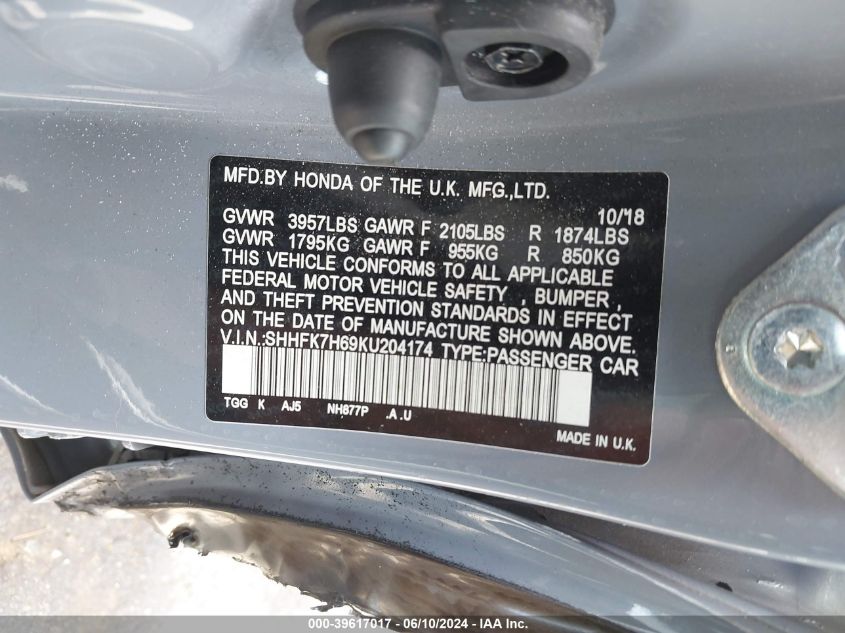 MFD.BY HONDA OF THE U.K. MFG.,LTD.
10/18
GVWR 3957LBS GAWR F 2105LBS R 1874LBS
GVWR 1795KG GAWR F 955KG R 850KG
THIS VEHICLE CONFORMS TO ALL APPLICABLE
FEDERAL MOTOR VEHICLE SAFETY , BUMPER ,
AND THEFT PREVENTION STANDARDS IN EFFECT
ON THE DATE OF MANUFACTURE SHOWN ABOVE.
V.I.N.:SHHFK7H69KU204174 TYPE:PASSENGER CAR
TGG K AJ5 NH877P .A.U
MADE IN U.K.
000-39617017 - 06/10/2024 - IAA Inc.